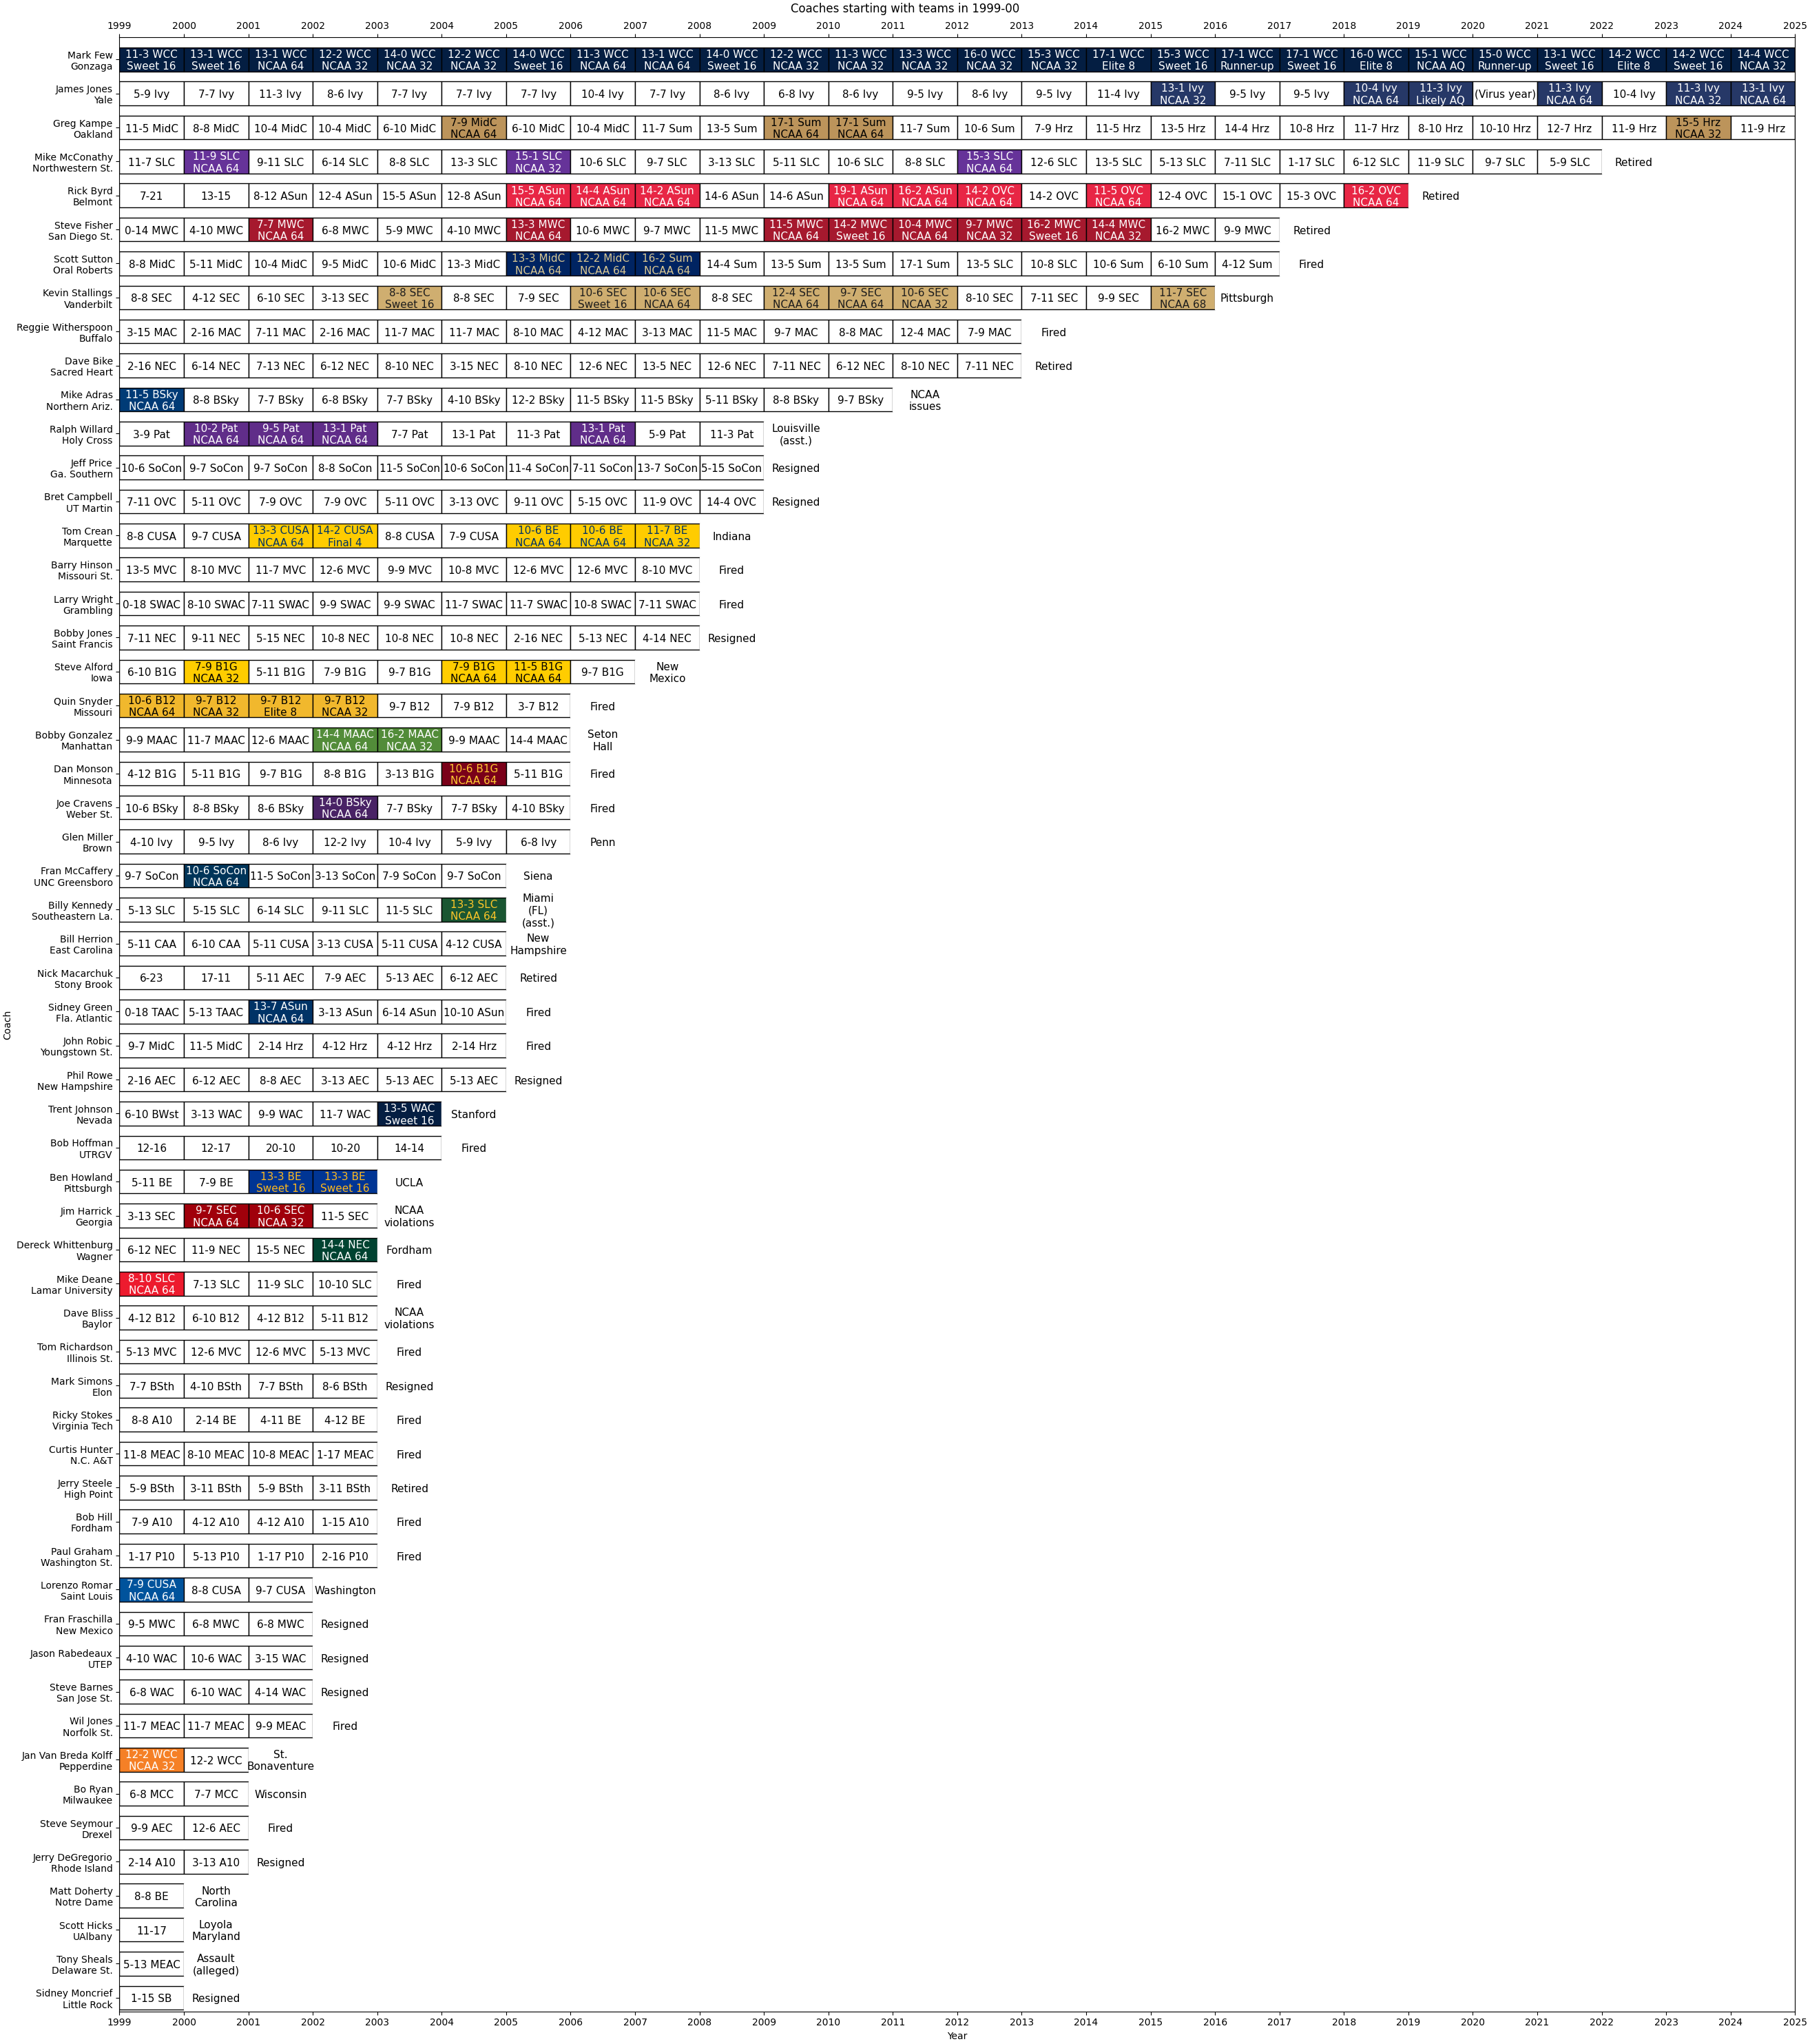 Coaches starting with teams in 1999-00
1999 2000 2001 2002 2003 2004 2005 2006 2007 2008 2009 2010 2011 2012 2013 2014 2015 2016 2017 2018 2019 2020 2021 2022 2023 2024 2025
11-3 WCC 13-1 WCC 13-1 WCC 12-2 WCC 14-0 WCC 12-2 WCC 14-0 WCC 11-3 WCC 13-1 WCC 14-0 WCC 12-2 WCC 11-3 WCC 13-3 WCC 16-0 WCC 15-3 WCC 17-1 WCC 15-3 WCC 17-1 WCC 17-1 WCC 16-0 WCC 15-1 WCC 15-0 WCC 13-1 WCC 14-2 WCC 14-2 WCC 14-4 WCC
Mark Few
Gonzaga
Sweet 16 Sweet 16 NCAA 64 NCAA 32 NCAA 32 NCAA 32 Sweet 16 NCAA 64 NCAA 64 Sweet 16 NCAA 32 NCAA 32 NCAA 32 NCAA 32 NCAA 32 Elite 8 Sweet 16 Runner-up Sweet 16 Elite 8 NCAA AQ Runner-up Sweet 16 Elite 8 Sweet 16 NCAA 32
James Jones
Yale
5-9 Ivy 7-7 Ivy 11-3 Ivy 8-6 Ivy 7-7 Ivy 7-7 Ivy 7-7 Ivy 10-4 Ivy 7-7 Ivy 8-6 Ivy 6-8 Ivy 8-6 Ivy 9-5 Ivy 8-6 Ivy 9-5 Ivy 11-4 Ivy 13-1 Ivy 9-5 Ivy 9-5 Ivy 10-4 Ivy 11-3 Ivy (Virus year) 11-3 Ivy 10-4 Ivy 11-3 Ivy 13-1 Ivy
NCAA 32 NCAA 64 Likely AQ NCAA 64 NCAA 32 NCAA 64
Greg Kampe
Oakland
11-5 MidC 8-8 MidC 10-4 MidC 10-4 MidC 6-10 MidC 7-9 MidC 6-10 MidC 10-4 MidC 11-7 Sum 13-5 Sum 17-1 Sum 17-1 Sum 11-7 Sum 10-6 Sum 7-9 Hrz 11-5 Hrz 13-5 Hrz 14-4 Hrz 10-8 Hrz 11-7 Hrz 8-10 Hrz 10-10 Hrz 12-7 Hrz 11-9 Hrz 15-5 Hrz 11-9 Hrz
NCAA 64 NCAA 64 NCAA 64 NCAA 32
Mike McConathy
Northwestern St.
11-7 SLC 11-9 SLC 9-11 SLC 6-14 SLC 8-8 SLC 13-3 SLC 15-1 SLC 10-6 SLC 9-7 SLC 3-13 SLC 5-11 SLC 10-6 SLC 8-8 SLC 15-3 SLC 12-6 SLC 13-5 SLC 5-13 SLC 7-11 SLC 1-17 SLC 6-12 SLC 11-9 SLC 9-7 SLC 5-9 SLC Retired
NCAA 64 NCAA 32 NCAA 64
Rick Byrd
Belmont
7-21 13-15 8-12 ASun 12-4 ASun 15-5 ASun 12-8 ASun 15-5 ASun 14-4 ASun 14-2 ASun 14-6 ASun 14-6 ASun 19-1 ASun 16-2 ASun 14-2 OVC 14-2 OVC 11-5 OVC 12-4 OVC 15-1 OVC 15-3 OVC 16-2 OVC Retired
NCAA 64 NCAA 64 NCAA 64 NCAA 64 NCAA 64 NCAA 64 NCAA 64 NCAA 64
Steve Fisher
San Diego St.
0-14 MWC 4-10 MWC 7-7 MWC 6-8 MWC 5-9 MWC 4-10 MWC 13-3 MWC 10-6 MWC 9-7 MWC 11-5 MWC 11-5 MWC 14-2 MWC 10-4 MWC 9-7 MWC 16-2 MWC 14-4 MWC 16-2 MWC 9-9 MWC Retired
NCAA 64 NCAA 64 NCAA 64 Sweet 16 NCAA 64 NCAA 32 Sweet 16 NCAA 32
Scott Sutton
Oral Roberts
8-8 MidC 5-11 MidC 10-4 MidC 9-5 MidC 10-6 MidC 13-3 MidC 13-3 MidC 12-2 MidC 16-2 Sum 14-4 Sum 13-5 Sum 13-5 Sum 17-1 Sum 13-5 SLC 10-8 SLC 10-6 Sum 6-10 Sum 4-12 Sum Fired
NCAA 64 NCAA 64 NCAA 64
Kevin Stallings
Vanderbilt
8-8 SEC 4-12 SEC 6-10 SEC 3-13 SEC 8-8 SEC 8-8 SEC 7-9 SEC 10-6 SEC 10-6 SEC 8-8 SEC 12-4 SEC 9-7 SEC 10-6 SEC 8-10 SEC 7-11 SEC 9-9 SEC 11-7 SEC Pittsburgh
Sweet 16 Sweet 16 NCAA 64 NCAA 64 NCAA 64 NCAA 32 NCAA 68
Reggie Witherspoon
Buffalo
3-15 MAC 2-16 MAC 7-11 MAC 2-16 MAC 11-7 MAC 11-7 MAC 8-10 MAC 4-12 MAC 3-13 MAC 11-5 MAC 9-7 MAC 8-8 MAC 12-4 MAC 7-9 MAC Fired
Dave Bike
Sacred Heart
2-16 NEC 6-14 NEC 7-13 NEC 6-12 NEC 8-10 NEC 3-15 NEC 8-10 NEC 12-6 NEC 13-5 NEC 12-6 NEC 7-11 NEC 6-12 NEC 8-10 NEC 7-11 NEC Retired
Mike Adras
Northern Ariz.
11-5 BSky 8-8 BSky 7-7 BSky 6-8 BSky 7-7 BSky 4-10 BSky 12-2 BSky 11-5 BSky 11-5 BSky 5-11 BSky 8-8 BSky 9-7 BSky NCAA
NCAA 64 issues
Ralph Willard
Holy Cross
3-9 Pat 10-2 Pat 9-5 Pat 13-1 Pat 7-7 Pat 13-1 Pat 11-3 Pat 13-1 Pat 5-9 Pat 11-3 Pat Louisville
NCAA 64 NCAA 64 NCAA 64 NCAA 64 (asst.)
Jeff Price
Ga. Southern
10-6 SoCon 9-7 SoCon 9-7 SoCon 8-8 SoCon 11-5 SoCon 10-6 SoCon 11-4 SoCon 7-11 SoCon 13-7 SoCon 5-15 SoCon Resigned
Bret Campbell
UT Martin
7-11 OVC 5-11 OVC 7-9 OVC 7-9 OVC 5-11 OVC 3-13 OVC 9-11 OVC 5-15 OVC 11-9 OVC 14-4 OVC Resigned
Tom Crean
Marquette
8-8 CUSA 9-7 CUSA 13-3 CUSA 14-2 CUSA 8-8 CUSA 7-9 CUSA 10-6 BE 10-6 BE 11-7 BE Indiana
NCAA 64 Final 4 NCAA 64 NCAA 64 NCAA 32
Barry Hinson
Missouri St.
13-5 MVC 8-10 MVC 11-7 MVC 12-6 MVC 9-9 MVC 10-8 MVC 12-6 MVC 12-6 MVC 8-10 MVC Fired
Larry Wright
Grambling
0-18 SWAC 8-10 SWAC 7-11 SWAC 9-9 SWAC 9-9 SWAC 11-7 SWAC 11-7 SWAC 10-8 SWAC 7-11 SWAC Fired
Bobby Jones
Saint Francis
7-11 NEC 9-11 NEC 5-15 NEC 10-8 NEC 10-8 NEC 10-8 NEC 2-16 NEC 5-13 NEC 4-14 NEC Resigned
Steve Alford
Iowa
6-10 B1G 7-9 B1G 5-11 B1G 7-9 B1G 9-7 B1G 7-9 B1G 11-5 B1G 9-7 B1G New
NCAA 32 NCAA 64 NCAA 64 Mexico
Quin Snyder
Missouri
10-6 B12 9-7 B12 9-7 B12 9-7 B12 9-7 B12 7-9 B12 3-7 B12 Fired
NCAA 64 NCAA 32 Elite 8 NCAA 32
Bobby Gonzalez
Manhattan
9-9 MAAC 11-7 MAAC 12-6 MAAC 14-4 MAAC 16-2 MAAC 9-9 MAAC 14-4 MAAC Seton
NCAA 64 NCAA 32 Hall
Dan Monson
Minnesota
4-12 B1G 5-11 B1G 9-7 B1G 8-8 B1G 3-13 B1G 10-6 B1G 5-11 B1G Fired
NCAA 64
Joe Cravens
Weber St.
10-6 BSky 8-8 BSky 8-6 BSky 14-0 BSky 7-7 BSky 7-7 BSky 4-10 BSky Fired
NCAA 64
Glen Miller
Brown
4-10 Ivy 9-5 Ivy 8-6 Ivy 12-2 Ivy 10-4 Ivy 5-9 Ivy 6-8 Ivy Penn
Fran McCaffery
UNC Greensboro
9-7 SoCon 10-6 SoCon 11-5 SoCon 3-13 SoCon 7-9 SoCon 9-7 SoCon Siena
NCAA 64
Billy Kennedy
Southeastern La.
5-13 SLC 5-15 SLC 6-14 SLC 9-11 SLC 11-5 SLC 13-3 SLC Miami
NCAA 64 (FL)
(asst.)
Bill Herrion
East Carolina
5-11 CAA 6-10 CAA 5-11 CUSA 3-13 CUSA 5-11 CUSA 4-12 CUSA New
Hampshire
Nick Macarchuk
Stony Brook
6-23 17-11 5-11 AEC 7-9 AEC 5-13 AEC 6-12 AEC Retired
Sidney Green
Fla. Atlantic
0-18 TAAC 5-13 TAAC 13-7 ASun 3-13 ASun 6-14 ASun 10-10 ASun Fired
NCAA 64
Coach
John Robic
Youngstown St.
9-7 MidC 11-5 MidC 2-14 Hrz 4-12 Hrz 4-12 Hrz 2-14 Hrz Fired
Phil Rowe
New Hampshire
2-16 AEC 6-12 AEC 8-8 AEC 3-13 AEC 5-13 AEC 5-13 AEC Resigned
Trent Johnson
Nevada
6-10 BWst 3-13 WAC 9-9 WAC 11-7 WAC 13-5 WAC Stanford
Sweet 16
Bob Hoffman
UTRGV
12-16 12-17 20-10 10-20 14-14 Fired
Ben Howland
Pittsburgh
5-11 BE 7-9 BE 13-3 BE 13-3 BE UCLA
Sweet 16 Sweet 16
Jim Harrick
Georgia
3-13 SEC 9-7 SEC 10-6 SEC 11-5 SEC NCAA
NCAA 64 NCAA 32 violations
Dereck Whittenburg
Wagner
6-12 NEC 11-9 NEC 15-5 NEC 14-4 NEC Fordham
NCAA 64
Mike Deane
Lamar University
8-10 SLC 7-13 SLC 11-9 SLC 10-10 SLC Fired
NCAA 64
Dave Bliss
Baylor
4-12 B12 6-10 B12 4-12 B12 5-11 B12 NCAA
violations
Tom Richardson
Illinois St.
5-13 MVC 12-6 MVC 12-6 MVC 5-13 MVC Fired
Mark Simons
Elon
7-7 BSth 4-10 BSth 7-7 BSth 8-6 BSth Resigned
Ricky Stokes
Virginia Tech
8-8 A10 2-14 BE 4-11 BE 4-12 BE Fired
Curtis Hunter
N.C. A&T
11-8 MEAC 8-10 MEAC 10-8 MEAC 1-17 MEAC Fired
Jerry Steele
High Point
5-9 BSth 3-11 BSth 5-9 BSth 3-11 BSth Retired
Bob Hill
Fordham
7-9 A10 4-12 A10 4-12 A10 1-15 A10 Fired
Paul Graham
Washington St.
1-17 P10 5-13 P10 1-17 P10 2-16 P10 Fired
Lorenzo Romar
Saint Louis
7-9 CUSA 8-8 CUSA 9-7 CUSA Washington
NCAA 64
Fran Fraschilla
New Mexico
9-5 MWC 6-8 MWC 6-8 MWC Resigned
Jason Rabedeaux
UTEP
4-10 WAC 10-6 WAC 3-15 WAC Resigned
Steve Barnes
San Jose St.
6-8 WAC 6-10 WAC 4-14 WAC Resigned
Wil Jones
Norfolk St.
11-7 MEAC 11-7 MEAC 9-9 MEAC Fired
Jan Van Breda Kolff
Pepperdine
12-2 WCC 12-2 WCC St.
NCAA 32 Bonaventure
Bo Ryan
Milwaukee
6-8 MCC 7-7 MCC Wisconsin
Steve Seymour
Drexel
9-9 AEC 12-6 AEC Fired
Jerry DeGregorio
Rhode Island
2-14 A10 3-13 A10 Resigned
Matt Doherty
Notre Dame
8-8 BE North
Carolina
Scott Hicks
UAlbany
11-17 Loyola
Maryland
Tony Sheals
Delaware St.
5-13 MEAC Assault
(alleged)
Sidney Moncrief
Little Rock
1-15 SB Resigned
1999 2000 2001 2002 2003 2004 2005 2006 2007 2008 2009 2010 2011 2012 2013 2014 2015 2016 2017 2018 2019 2020 2021 2022 2023 2024 2025
Year